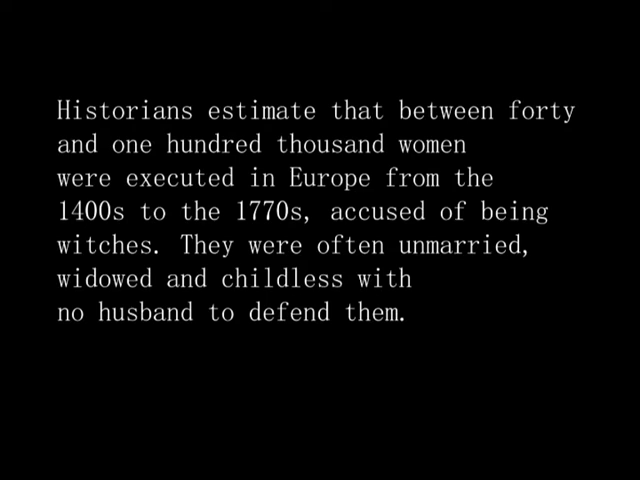 Historians estimate that between forty
and one hundred thousand women
were executed in Europe from the
1400s to the 1770s, accused of being
witches. They were often unmarried,
widowed and childless with
no husband to defend them.